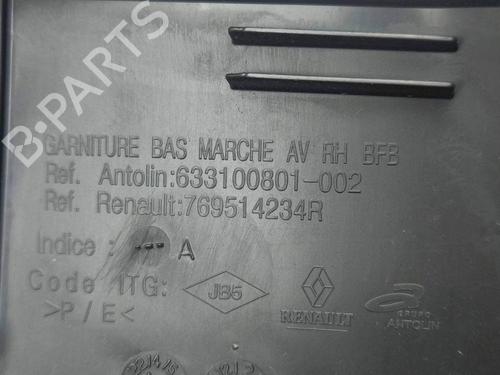 B-PARTS
GARNITURE BAS MARCHE AV RH BFB
Ref. Antolin:633100801-002
Ref. Renault:769514234R
Indice : --- A
Code ITG: JB5
>P/E<
RENAULT
GRUPO
ANTOLIN